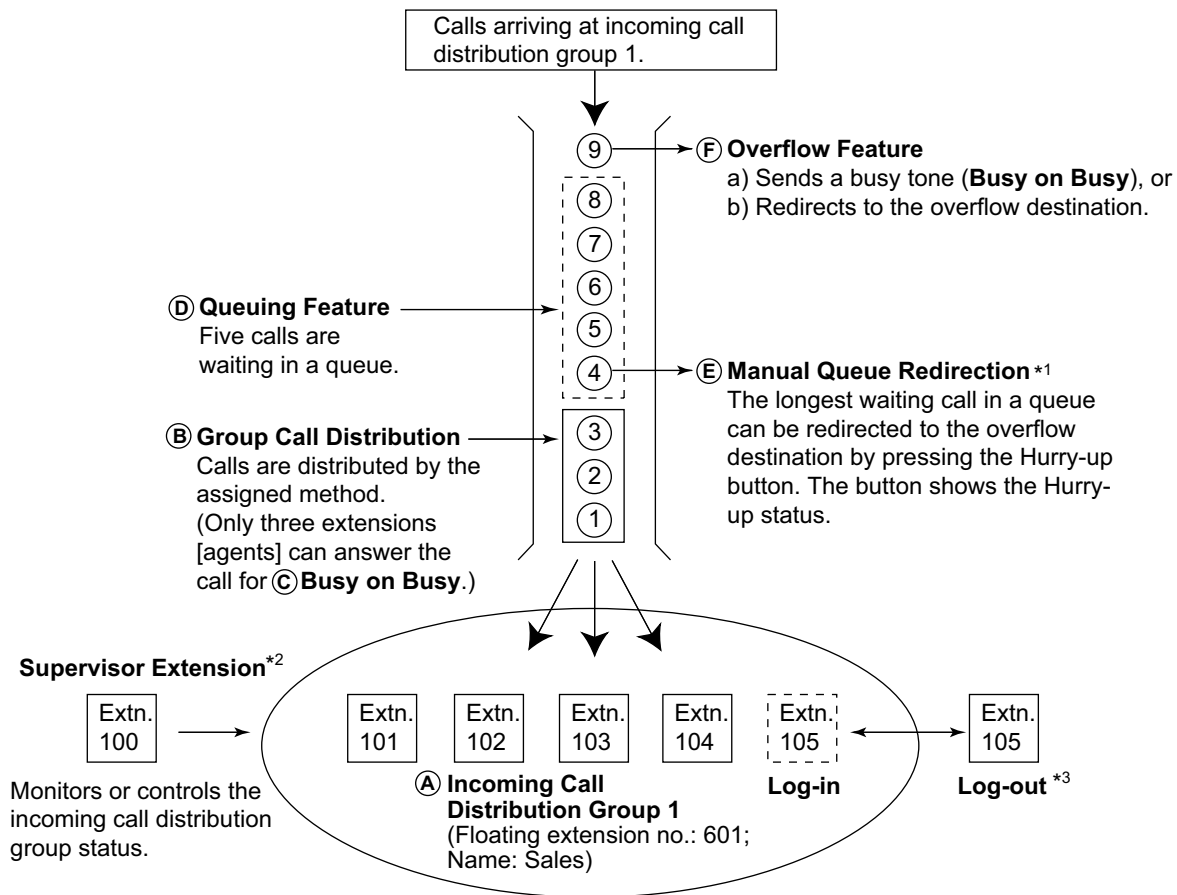 Calls arriving at incoming call
distribution group 1.
9
F Overflow Feature
a) Sends a busy tone (Busy on Busy), or
b) Redirects to the overflow destination.
8
7
6
5
4
D Queuing Feature
Five calls are
waiting in a queue.
E Manual Queue Redirection *1
The longest waiting call in a queue
can be redirected to the overflow
destination by pressing the Hurry-up
button. The button shows the Hurry-
up status.
B Group Call Distribution
Calls are distributed by the
assigned method.
(Only three extensions
[agents] can answer the
call for C Busy on Busy.)
3
2
1
Supervisor Extension*2
Extn.
100
Monitors or controls the
incoming call distribution
group status.
Extn.
101
Extn.
102
Extn.
103
Extn.
104
Extn.
105
Log-in
Extn.
105
Log-out *3
A Incoming Call
Distribution Group 1
(Floating extension no.: 601;
Name: Sales)